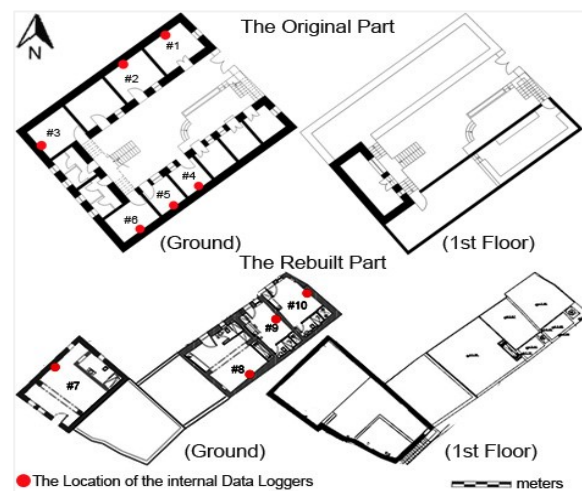 The Original Part
N
#1
#2
#3
#4
#5
#6
(Ground)
(1st Floor)
The Rebuilt Part
#10
#9
#8
#7
(Ground)
(1st Floor)
The Location of the internal Data Loggers
meters